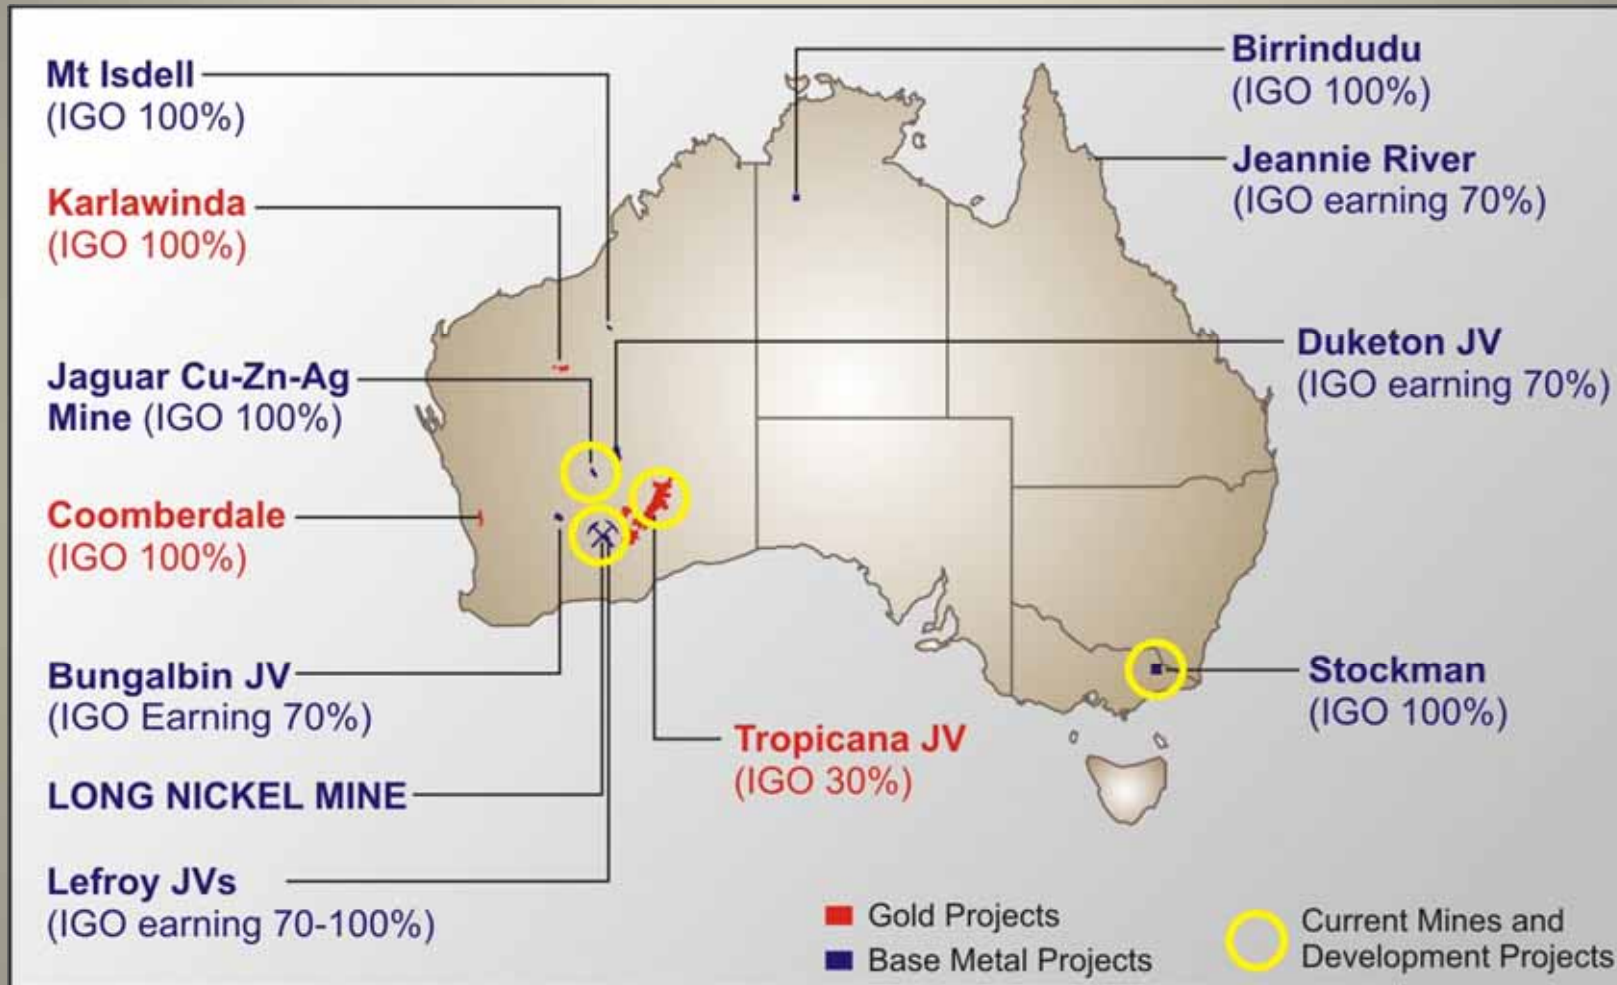 Mt Isdell
(IGO 100%)
Karlawinda
(IGO 100%)
Jaguar Cu-Zn-Ag
Mine (IGO 100%)
Coomberdale
(IGO 100%)
Bungalbin JV
(IGO Earning 70%)
LONG NICKEL MINE
Lefroy JVs
(IGO earning 70-100%)
Tropicana JV
(IGO 30%)
Birrindudu
(IGO 100%)
Jeannie River
(IGO earning 70%)
Duketon JV
(IGO earning 70%)
Stockman
(IGO 100%)
Gold Projects
Base Metal Projects
Current Mines and
Development Projects